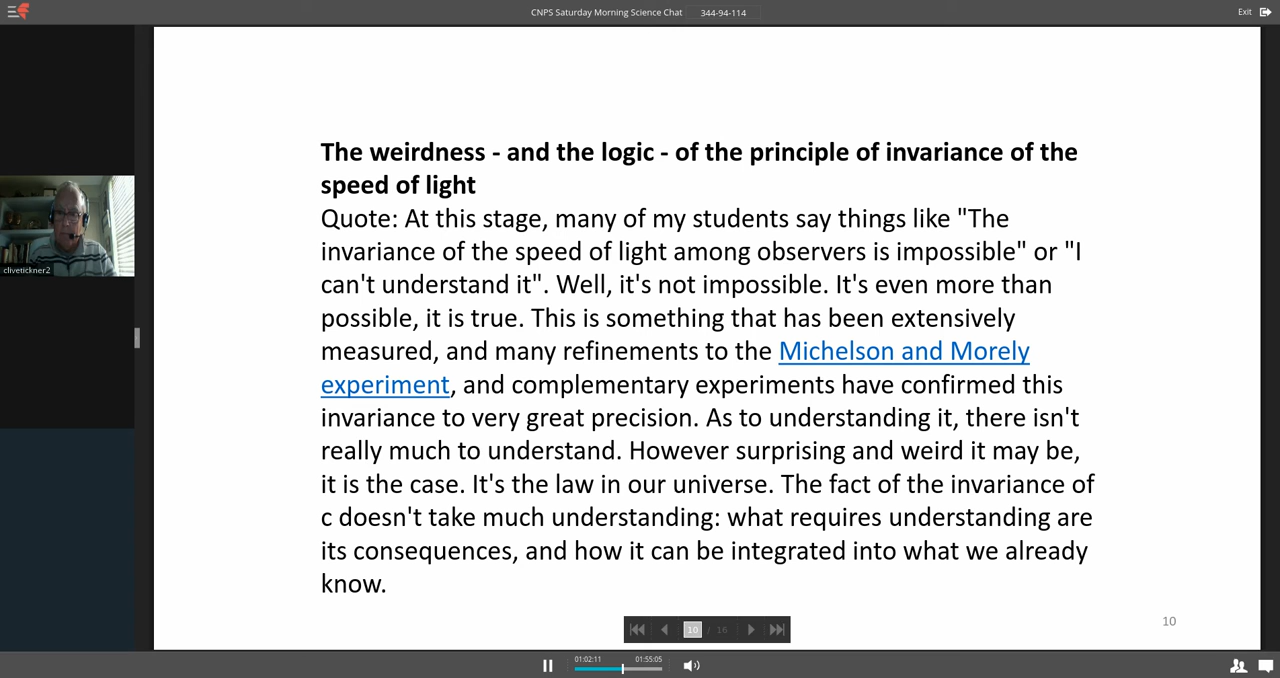 CNPS Saturday Morning Science Chat 344-94-114
Exit
The weirdness - and the logic - of the principle of invariance of the
speed of light
Quote: At this stage, many of my students say things like "The
invariance of the speed of light among observers is impossible" or "I
can't understand it". Well, it's not impossible. It's even more than
possible, it is true. This is something that has been extensively
measured, and many refinements to the Michelson and Morely
experiment, and complementary experiments have confirmed this
invariance to very great precision. As to understanding it, there isn't
really much to understand. However surprising and weird it may be,
it is the case. It's the law in our universe. The fact of the invariance of
c doesn't take much understanding: what requires understanding are
its consequences, and how it can be integrated into what we already
know.
clivetickner2
10
10 / 16
01:02:11
01:55:05